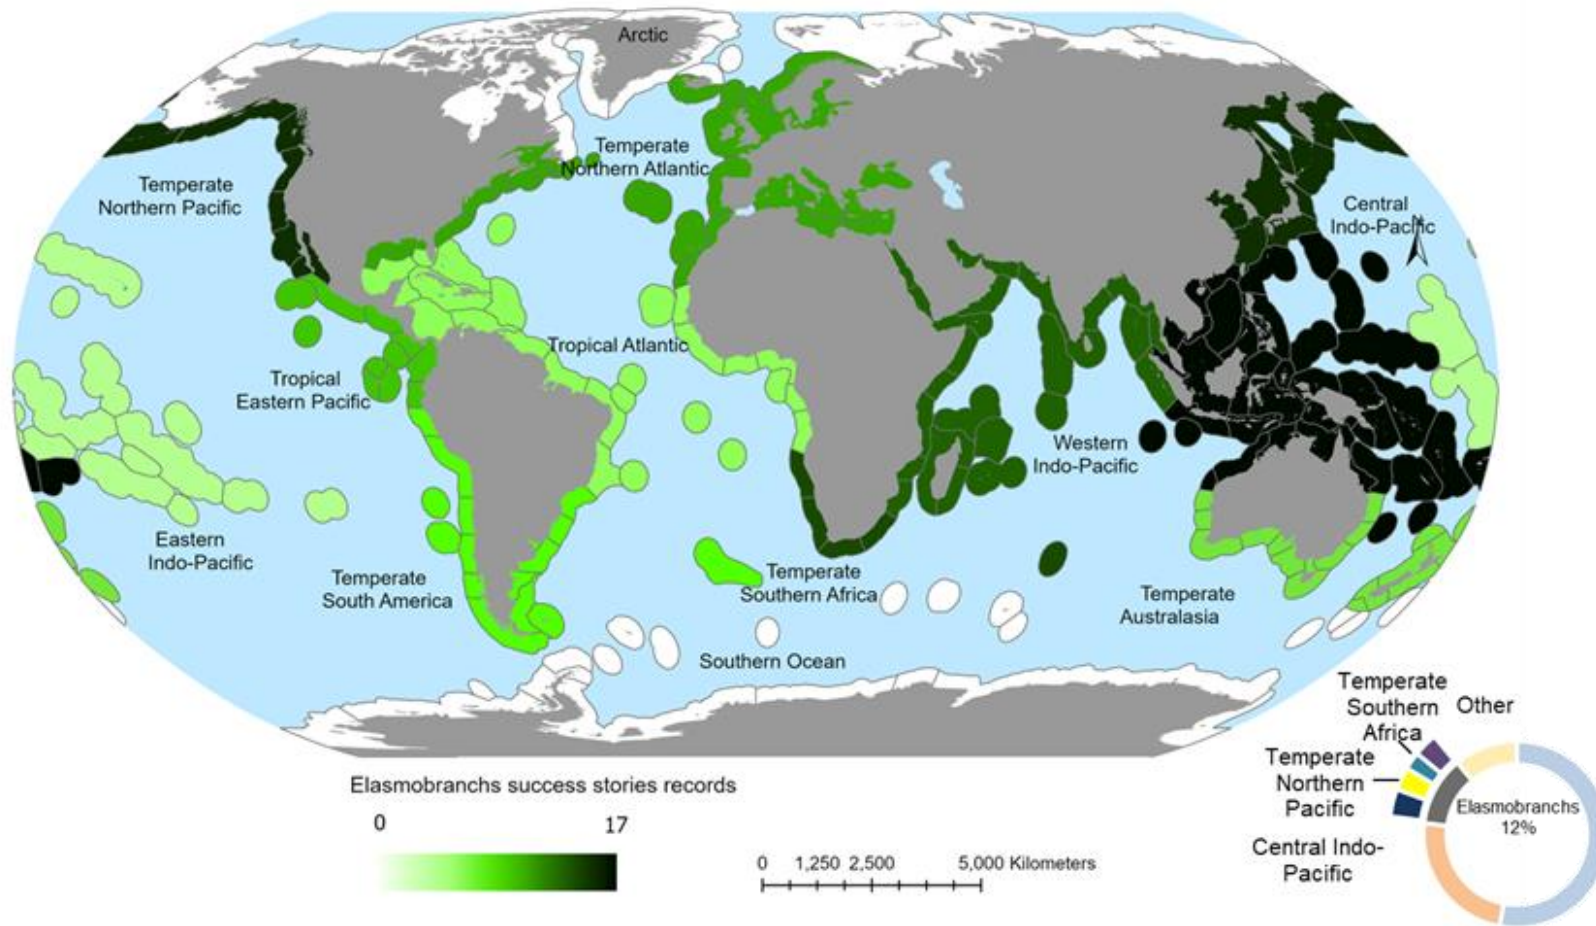 Arctic
Temperate
Northern Atlantic
Temperate
Northern Pacific
Central
Indo-Pacific
Tropical Atlantic
Tropical
Eastern Pacific
Western
Indo-Pacific
Eastern
Indo-Pacific
Temperate
South America
Temperate
Southern Africa
Temperate
Australasia
Southern Ocean
Elasmobranchs success stories records
0 17
0 1,250 2,500 5,000 Kilometers
Temperate
Southern
Africa
Other
Temperate
Northern
Pacific
Elasmobranchs
12%
Central Indo-
Pacific